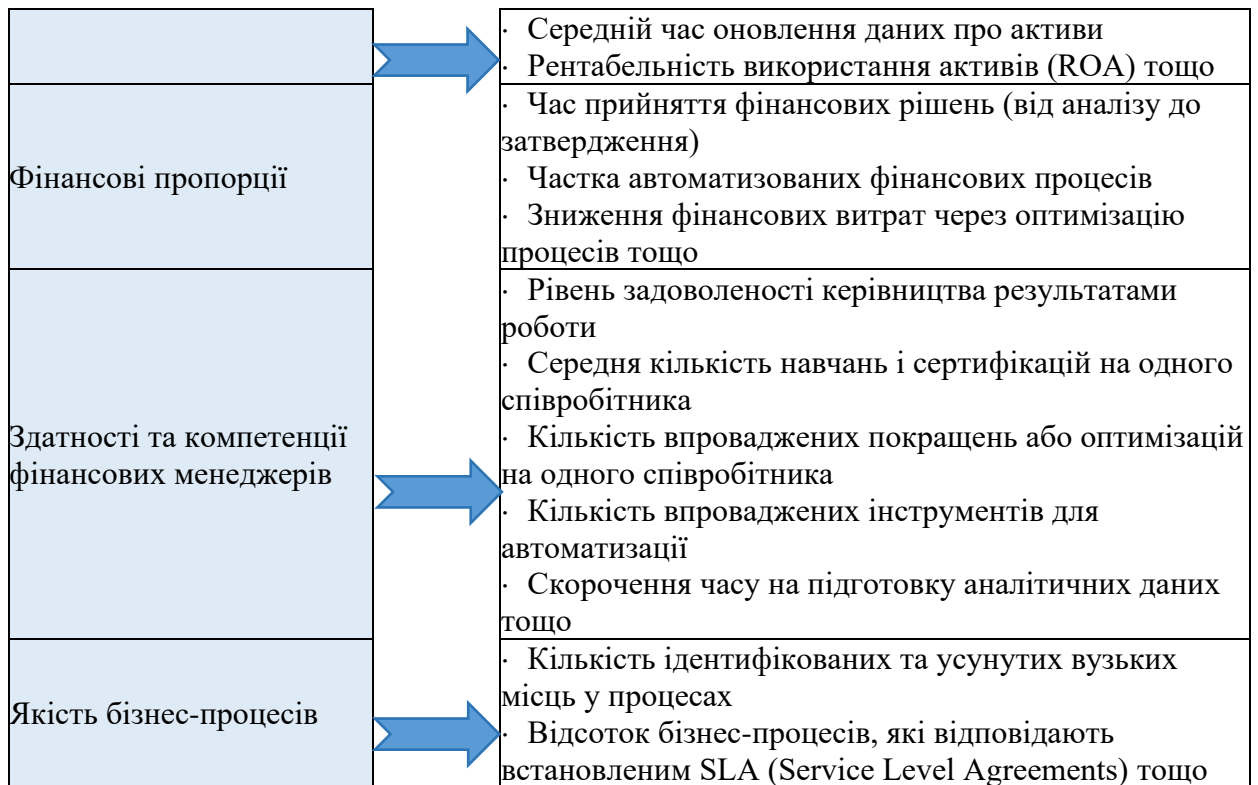 · Середній час оновлення даних про активи
· Рентабельність використання активів (ROA) тощо
Фінансові пропорції
· Час прийняття фінансових рішень (від аналізу до
затвердження)
· Частка автоматизованих фінансових процесів
· Зниження фінансових витрат через оптимізацію
процесів тощо
Здатності та компетенції
фінансових менеджерів
· Рівень задоволеності керівництва результатами
роботи
· Середня кількість навчань і сертифікацій на одного
співробітника
· Кількість впроваджених покращень або оптимізацій
на одного співробітника
· Кількість впроваджених інструментів для
автоматизації
· Скорочення часу на підготовку аналітичних даних
тощо
Якість бізнес-процесів
· Кількість ідентифікованих та усунутих вузьких
місць у процесах
· Відсоток бізнес-процесів, які відповідають
встановленим SLA (Service Level Agreements) тощо